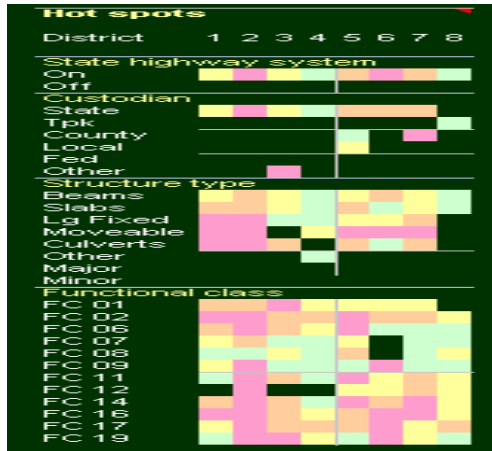 Hot spots
District 1 2 3 4 5 6 7 8
State highway system
On
Off
Custodian
State
Tpk
County
Local
Fed
Other
Structure type
Beams
Slabs
Lg Fixed
Moveable
Culverts
Other
Major
Minor
Functional class
FC 01
FC 02
FC 06
FC 07
FC 08
FC 09
FC 11
FC 12
FC 14
FC 16
FC 17
FC 19